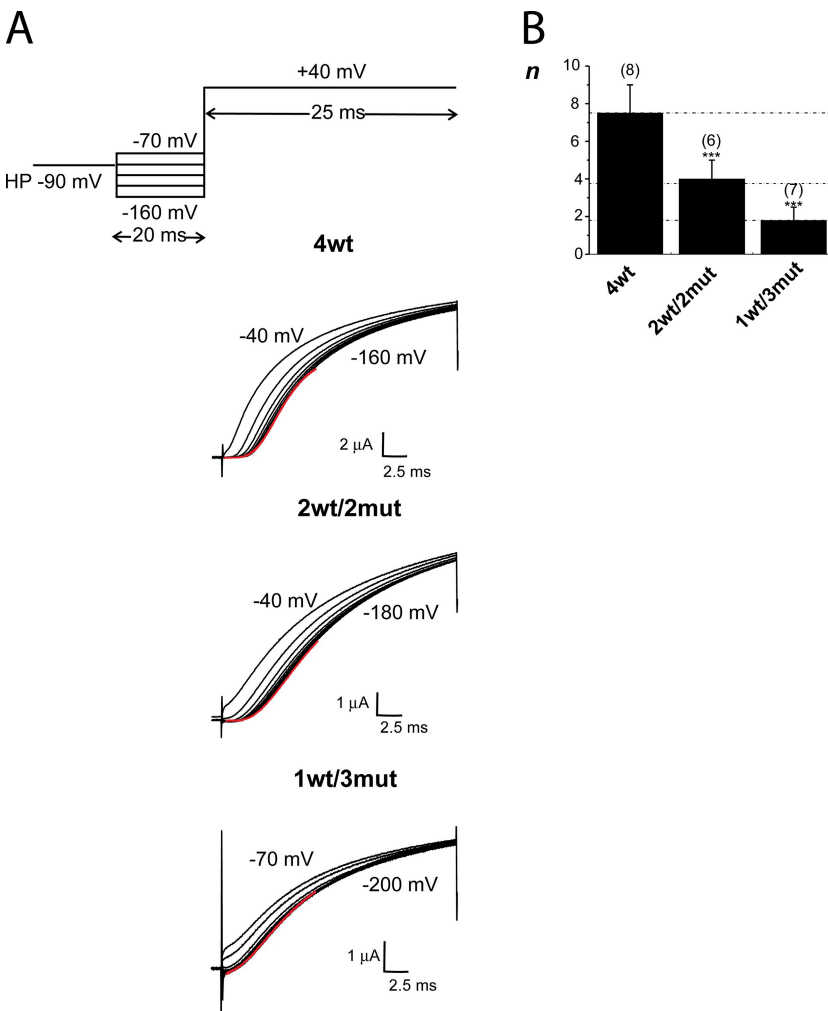 A
+40 mV
25 ms
-70 mV
HP -90 mV
-160 mV
20 ms
4wt
-40 mV
-160 mV
2 µA
2.5 ms
2wt/2mut
-40 mV
-180 mV
1 µA
2.5 ms
1wt/3mut
-70 mV
-200 mV
1 µA
2.5 ms
B
n
10
8
6
4
2
0
(8)
(6)
***
(7)
***
4wt
2wt/2mut
1wt/3mut